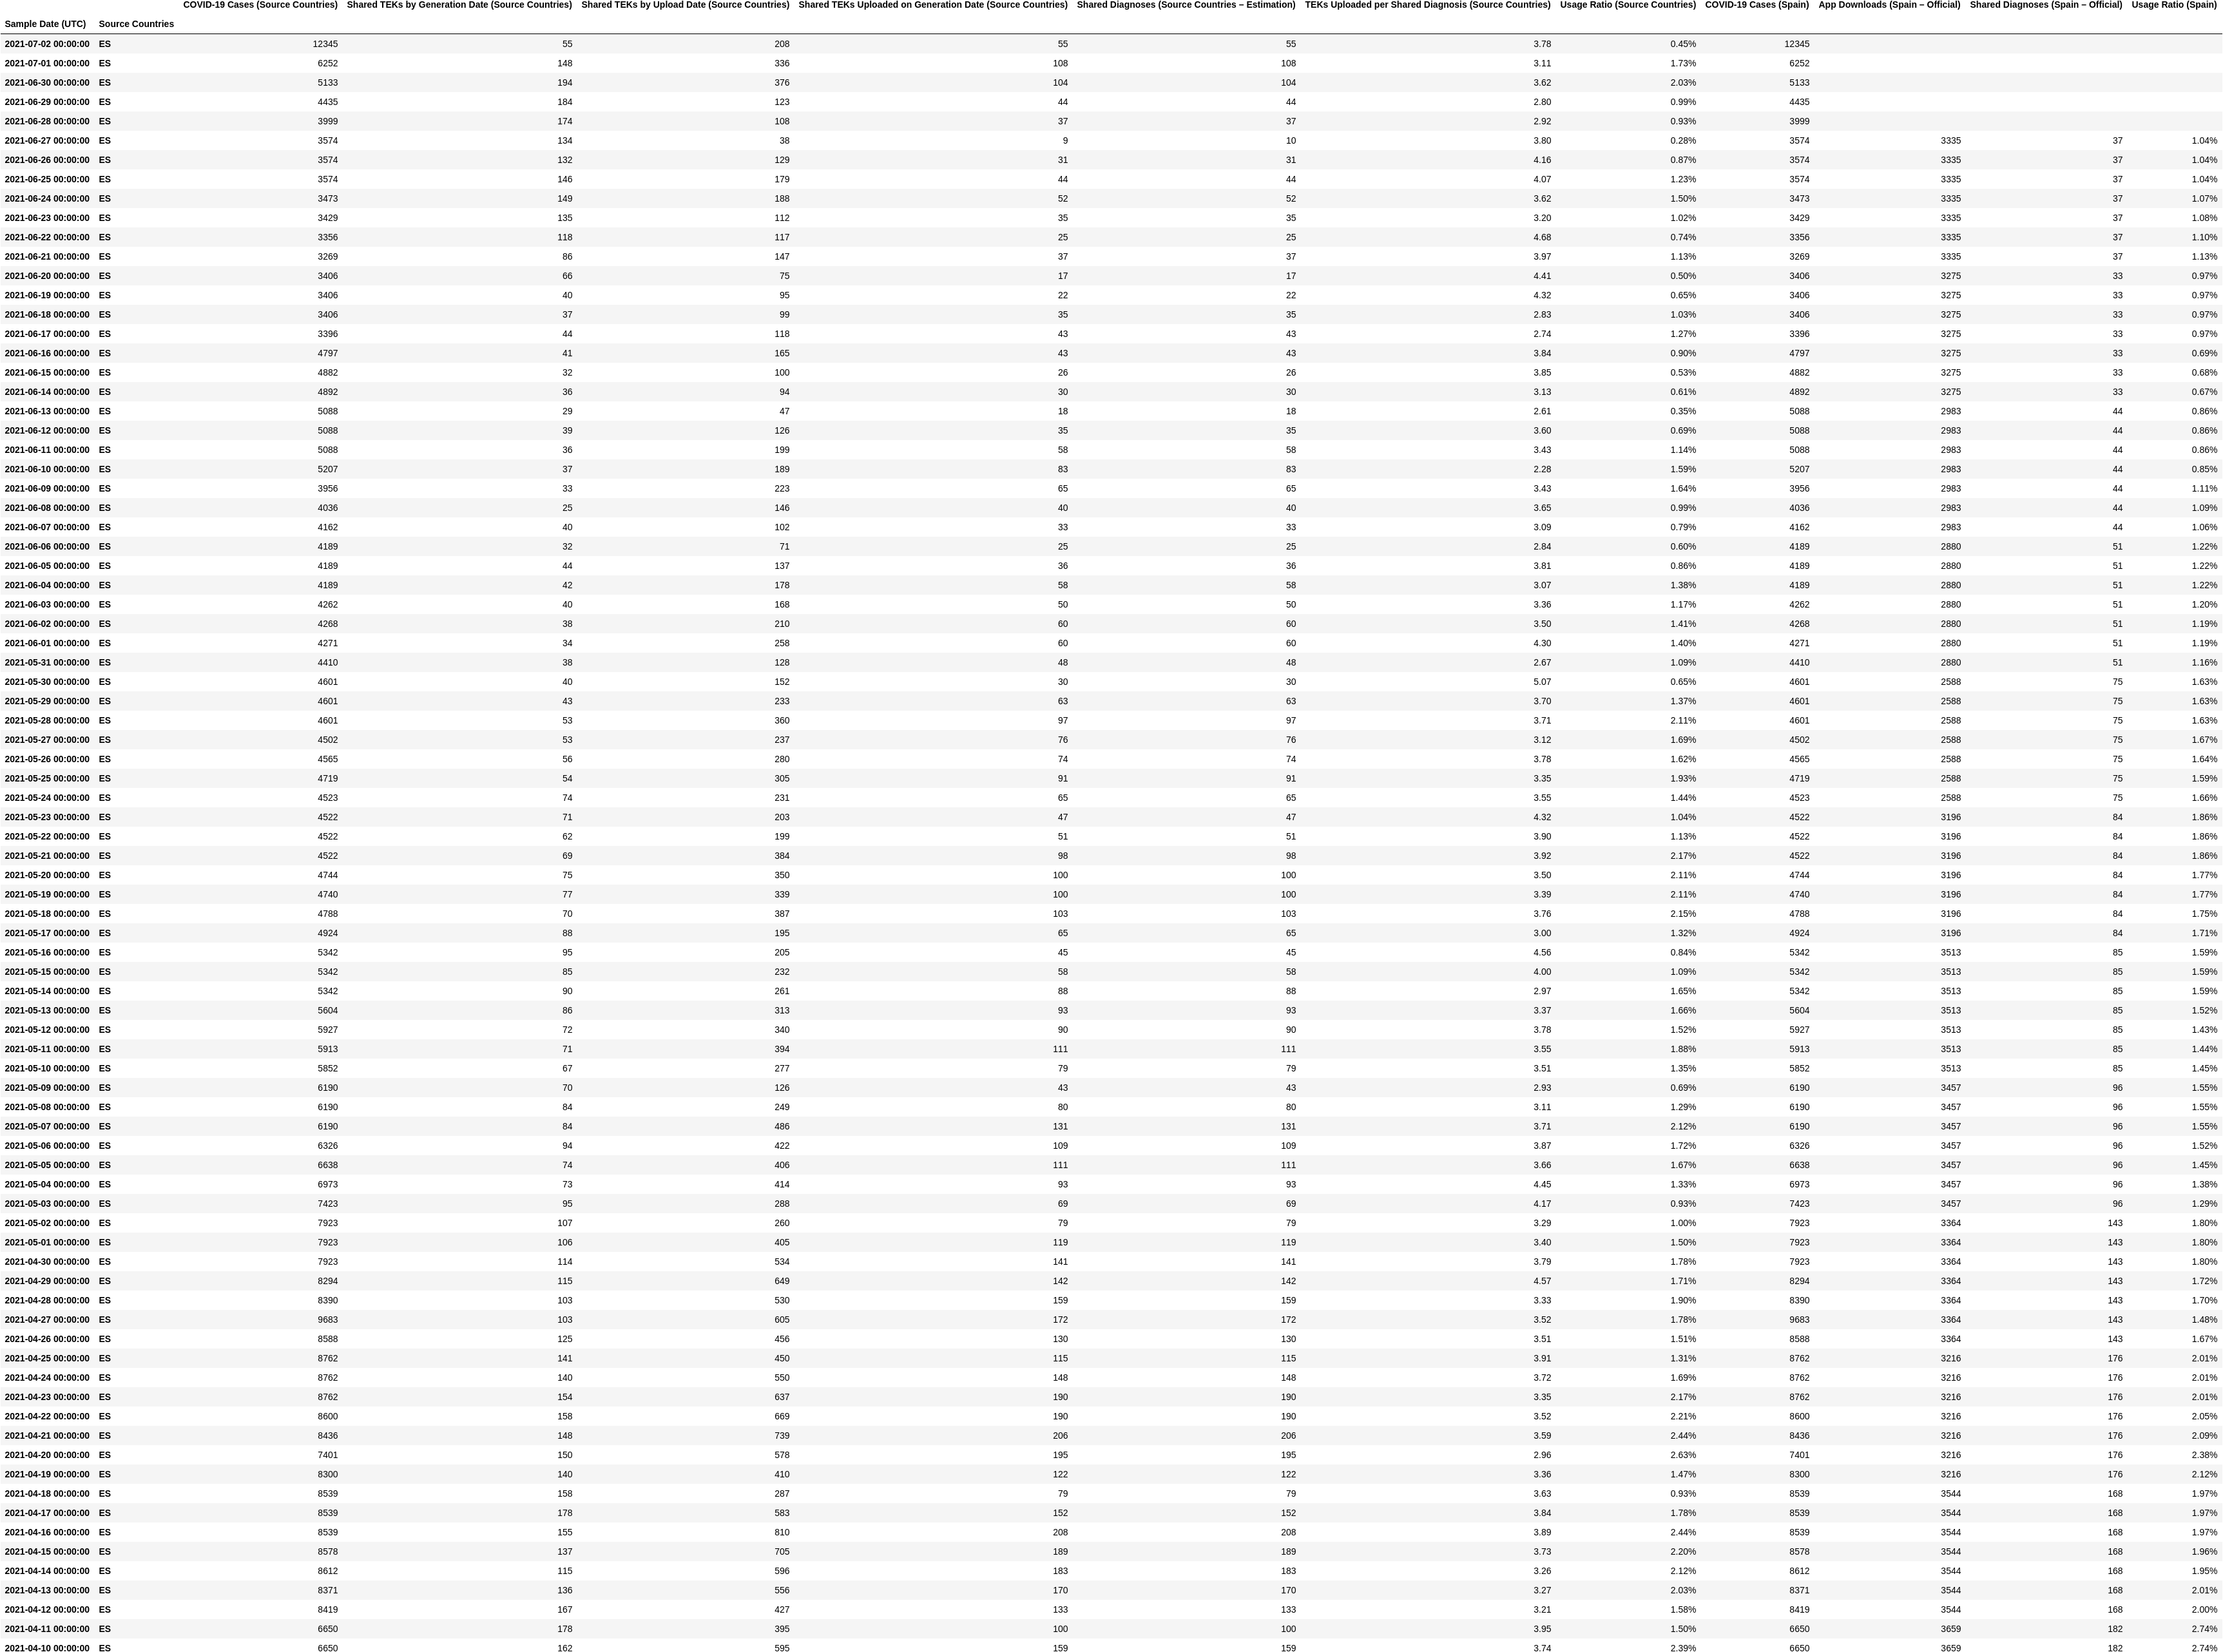 COVID-19 Cases (Source Countries) Shared TEKs by Generation Date (Source Countries) Shared TEKs by Upload Date (Source Countries) Shared TEKs Uploaded on Generation Date (Source Countries) Shared Diagnoses (Source Countries – Estimation) TEKs Uploaded per Shared Diagnosis (Source Countries) Usage Ratio (Source Countries) COVID-19 Cases (Spain) App Downloads (Spain – Official) Shared Diagnoses (Spain – Official) Usage Ratio (Spain)
Sample Date (UTC) Source Countries
2021-07-02 00:00:00 ES 12345 55 208 55 55 3.78 0.45% 12345
2021-07-01 00:00:00 ES 6252 148 336 108 108 3.11 1.73% 6252
2021-06-30 00:00:00 ES 5133 194 376 104 104 3.62 2.03% 5133
2021-06-29 00:00:00 ES 4435 184 123 44 44 2.80 0.99% 4435
2021-06-28 00:00:00 ES 3999 174 108 37 37 2.92 0.93% 3999
2021-06-27 00:00:00 ES 3574 134 38 9 10 3.80 0.28% 3574 3335 37 1.04%
2021-06-26 00:00:00 ES 3574 132 129 31 31 4.16 0.87% 3574 3335 37 1.04%
2021-06-25 00:00:00 ES 3574 146 179 44 44 4.07 1.23% 3574 3335 37 1.04%
2021-06-24 00:00:00 ES 3473 149 188 52 52 3.62 1.50% 3473 3335 37 1.07%
2021-06-23 00:00:00 ES 3429 135 112 35 35 3.20 1.02% 3429 3335 37 1.08%
2021-06-22 00:00:00 ES 3356 118 117 25 25 4.68 0.74% 3356 3335 37 1.10%
2021-06-21 00:00:00 ES 3269 86 147 37 37 3.97 1.13% 3269 3335 37 1.13%
2021-06-20 00:00:00 ES 3406 66 75 17 17 4.41 0.50% 3406 3275 33 0.97%
2021-06-19 00:00:00 ES 3406 40 95 22 22 4.32 0.65% 3406 3275 33 0.97%
2021-06-18 00:00:00 ES 3406 37 99 35 35 2.83 1.03% 3406 3275 33 0.97%
2021-06-17 00:00:00 ES 3396 44 118 43 43 2.74 1.27% 3396 3275 33 0.97%
2021-06-16 00:00:00 ES 4797 41 165 43 43 3.84 0.90% 4797 3275 33 0.69%
2021-06-15 00:00:00 ES 4882 32 100 26 26 3.85 0.53% 4882 3275 33 0.68%
2021-06-14 00:00:00 ES 4892 36 94 30 30 3.13 0.61% 4892 3275 33 0.67%
2021-06-13 00:00:00 ES 5088 29 47 18 18 2.61 0.35% 5088 2983 44 0.86%
2021-06-12 00:00:00 ES 5088 39 126 35 35 3.60 0.69% 5088 2983 44 0.86%
2021-06-11 00:00:00 ES 5088 36 199 58 58 3.43 1.14% 5088 2983 44 0.86%
2021-06-10 00:00:00 ES 5207 37 189 83 83 2.28 1.59% 5207 2983 44 0.85%
2021-06-09 00:00:00 ES 3956 33 223 65 65 3.43 1.64% 3956 2983 44 1.11%
2021-06-08 00:00:00 ES 4036 25 146 40 40 3.65 0.99% 4036 2983 44 1.09%
2021-06-07 00:00:00 ES 4162 40 102 33 33 3.09 0.79% 4162 2983 44 1.06%
2021-06-06 00:00:00 ES 4189 32 71 25 25 2.84 0.60% 4189 2880 51 1.22%
2021-06-05 00:00:00 ES 4189 44 137 36 36 3.81 0.86% 4189 2880 51 1.22%
2021-06-04 00:00:00 ES 4189 42 178 58 58 3.07 1.38% 4189 2880 51 1.22%
2021-06-03 00:00:00 ES 4262 40 168 50 50 3.36 1.17% 4262 2880 51 1.20%
2021-06-02 00:00:00 ES 4268 38 210 60 60 3.50 1.41% 4268 2880 51 1.19%
2021-06-01 00:00:00 ES 4271 34 258 60 60 4.30 1.40% 4271 2880 51 1.19%
2021-05-31 00:00:00 ES 4410 38 128 48 48 2.67 1.09% 4410 2880 51 1.16%
2021-05-30 00:00:00 ES 4601 40 152 30 30 5.07 0.65% 4601 2588 75 1.63%
2021-05-29 00:00:00 ES 4601 43 233 63 63 3.70 1.37% 4601 2588 75 1.63%
2021-05-28 00:00:00 ES 4601 53 360 97 97 3.71 2.11% 4601 2588 75 1.63%
2021-05-27 00:00:00 ES 4502 53 237 76 76 3.12 1.69% 4502 2588 75 1.67%
2021-05-26 00:00:00 ES 4565 56 280 74 74 3.78 1.62% 4565 2588 75 1.64%
2021-05-25 00:00:00 ES 4719 54 305 91 91 3.35 1.93% 4719 2588 75 1.59%
2021-05-24 00:00:00 ES 4523 74 231 65 65 3.55 1.44% 4523 2588 75 1.66%
2021-05-23 00:00:00 ES 4522 71 203 47 47 4.32 1.04% 4522 3196 84 1.86%
2021-05-22 00:00:00 ES 4522 62 199 51 51 3.90 1.13% 4522 3196 84 1.86%
2021-05-21 00:00:00 ES 4522 69 384 98 98 3.92 2.17% 4522 3196 84 1.86%
2021-05-20 00:00:00 ES 4744 75 350 100 100 3.50 2.11% 4744 3196 84 1.77%
2021-05-19 00:00:00 ES 4740 77 339 100 100 3.39 2.11% 4740 3196 84 1.77%
2021-05-18 00:00:00 ES 4788 70 387 103 103 3.76 2.15% 4788 3196 84 1.75%
2021-05-17 00:00:00 ES 4924 88 195 65 65 3.00 1.32% 4924 3196 84 1.71%
2021-05-16 00:00:00 ES 5342 95 205 45 45 4.56 0.84% 5342 3513 85 1.59%
2021-05-15 00:00:00 ES 5342 85 232 58 58 4.00 1.09% 5342 3513 85 1.59%
2021-05-14 00:00:00 ES 5342 90 261 88 88 2.97 1.65% 5342 3513 85 1.59%
2021-05-13 00:00:00 ES 5604 86 313 93 93 3.37 1.66% 5604 3513 85 1.52%
2021-05-12 00:00:00 ES 5927 72 340 90 90 3.78 1.52% 5927 3513 85 1.43%
2021-05-11 00:00:00 ES 5913 71 394 111 111 3.55 1.88% 5913 3513 85 1.44%
2021-05-10 00:00:00 ES 5852 67 277 79 79 3.51 1.35% 5852 3513 85 1.45%
2021-05-09 00:00:00 ES 6190 70 126 43 43 2.93 0.69% 6190 3457 96 1.55%
2021-05-08 00:00:00 ES 6190 84 249 80 80 3.11 1.29% 6190 3457 96 1.55%
2021-05-07 00:00:00 ES 6190 84 486 131 131 3.71 2.12% 6190 3457 96 1.55%
2021-05-06 00:00:00 ES 6326 94 422 109 109 3.87 1.72% 6326 3457 96 1.52%
2021-05-05 00:00:00 ES 6638 74 406 111 111 3.66 1.67% 6638 3457 96 1.45%
2021-05-04 00:00:00 ES 6973 73 414 93 93 4.45 1.33% 6973 3457 96 1.38%
2021-05-03 00:00:00 ES 7423 95 288 69 69 4.17 0.93% 7423 3457 96 1.29%
2021-05-02 00:00:00 ES 7923 107 260 79 79 3.29 1.00% 7923 3364 143 1.80%
2021-05-01 00:00:00 ES 7923 106 405 119 119 3.40 1.50% 7923 3364 143 1.80%
2021-04-30 00:00:00 ES 7923 114 534 141 141 3.79 1.78% 7923 3364 143 1.80%
2021-04-29 00:00:00 ES 8294 115 649 142 142 4.57 1.71% 8294 3364 143 1.72%
2021-04-28 00:00:00 ES 8390 103 530 159 159 3.33 1.90% 8390 3364 143 1.70%
2021-04-27 00:00:00 ES 9683 103 605 172 172 3.52 1.78% 9683 3364 143 1.48%
2021-04-26 00:00:00 ES 8588 125 456 130 130 3.51 1.51% 8588 3364 143 1.67%
2021-04-25 00:00:00 ES 8762 141 450 115 115 3.91 1.31% 8762 3216 176 2.01%
2021-04-24 00:00:00 ES 8762 140 550 148 148 3.72 1.69% 8762 3216 176 2.01%
2021-04-23 00:00:00 ES 8762 154 637 190 190 3.35 2.17% 8762 3216 176 2.01%
2021-04-22 00:00:00 ES 8600 158 669 190 190 3.52 2.21% 8600 3216 176 2.05%
2021-04-21 00:00:00 ES 8436 148 739 206 206 3.59 2.44% 8436 3216 176 2.09%
2021-04-20 00:00:00 ES 7401 150 578 195 195 2.96 2.63% 7401 3216 176 2.38%
2021-04-19 00:00:00 ES 8300 140 410 122 122 3.36 1.47% 8300 3216 176 2.12%
2021-04-18 00:00:00 ES 8539 158 287 79 79 3.63 0.93% 8539 3544 168 1.97%
2021-04-17 00:00:00 ES 8539 178 583 152 152 3.84 1.78% 8539 3544 168 1.97%
2021-04-16 00:00:00 ES 8539 155 810 208 208 3.89 2.44% 8539 3544 168 1.97%
2021-04-15 00:00:00 ES 8578 137 705 189 189 3.73 2.20% 8578 3544 168 1.96%
2021-04-14 00:00:00 ES 8612 115 596 183 183 3.26 2.12% 8612 3544 168 1.95%
2021-04-13 00:00:00 ES 8371 136 556 170 170 3.27 2.03% 8371 3544 168 2.01%
2021-04-12 00:00:00 ES 8419 167 427 133 133 3.21 1.58% 8419 3544 168 2.00%
2021-04-11 00:00:00 ES 6650 178 395 100 100 3.95 1.50% 6650 3659 182 2.74%
2021-04-10 00:00:00 ES 6650 162 595 159 159 3.74 2.39% 6650 3659 182 2.74%